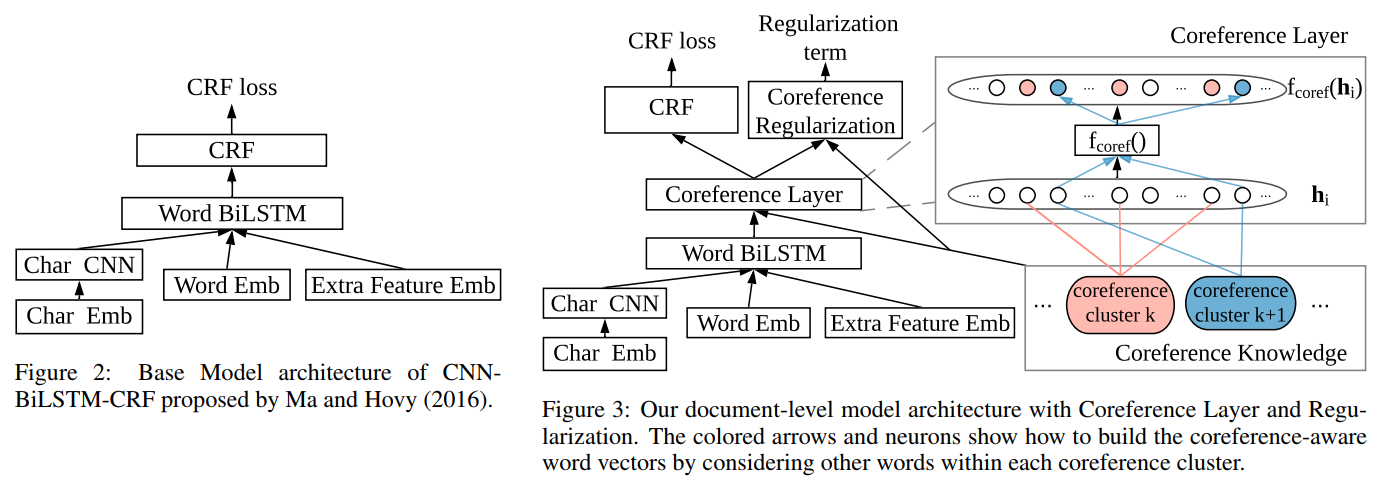 CRF loss
CRF
Word BiLSTM
Char CNN
Word Emb
Extra Feature Emb
Char Emb
Figure 2: Base Model architecture of CNN-
BiLSTM-CRF proposed by Ma and Hovy (2016).
Regularization
term
CRF loss
CRF
Coreference
Regularization
Coreference Layer
Word BiLSTM
Char CNN
Word Emb
Extra Feature Emb
Char Emb
Coreference Layer
... ... ... ...
f_coref(h_i)
f_coref()
... ... ... ...
h_i
...
coreference
cluster k
coreference
cluster k+1
...
Coreference Knowledge
Figure 3: Our document-level model architecture with Coreference Layer and Regu-
larization. The colored arrows and neurons show how to build the coreference-aware
word vectors by considering other words within each coreference cluster.